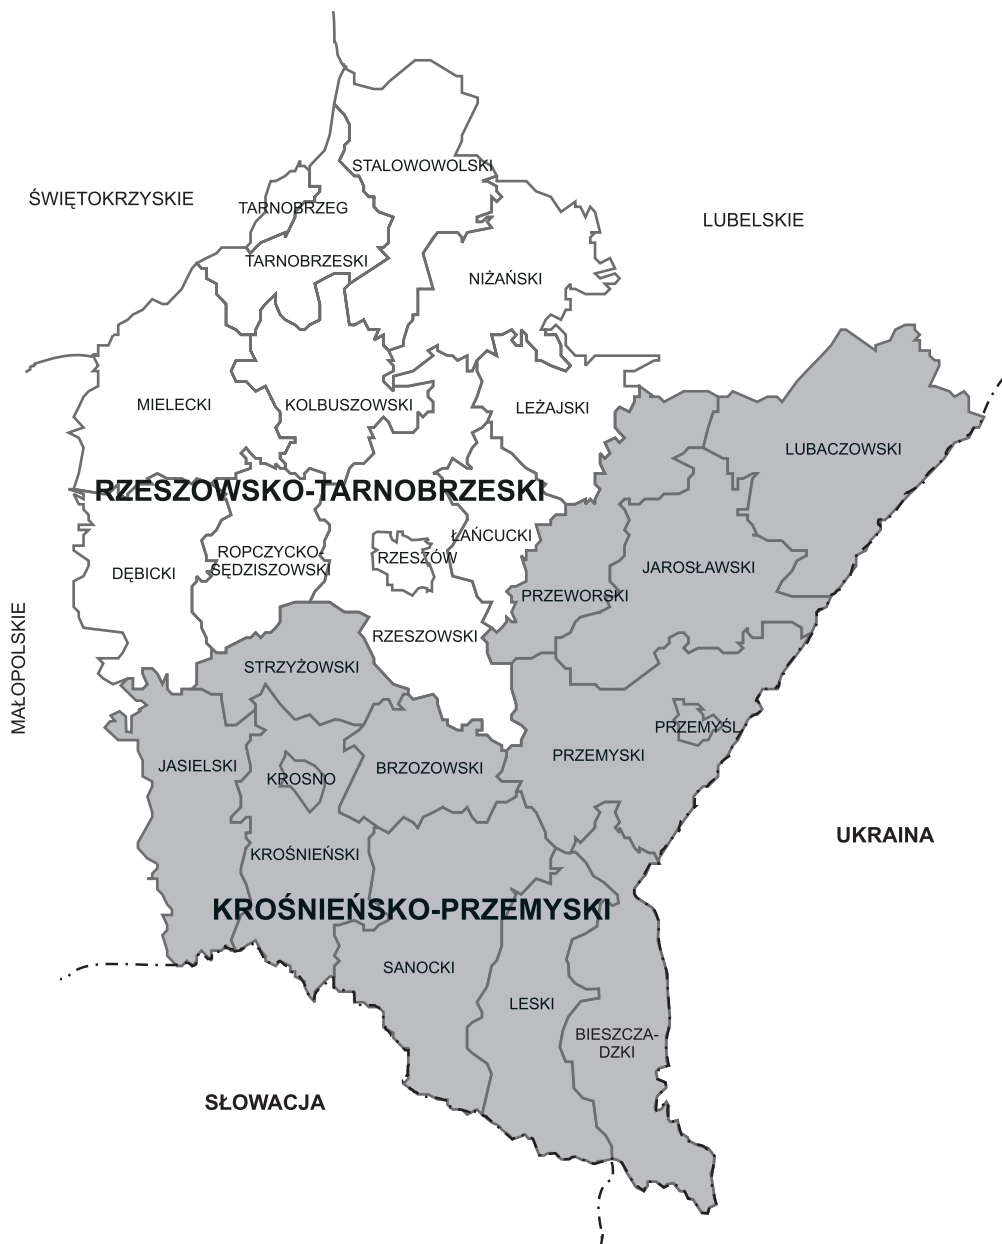 STALOWOWOLSKI
ŚWIĘTOKRZYSKIE
TARNOBRZEG
LUBELSKIE
TARNOBRZESKI
NIŻAŃSKI
MIELECKI
KOLBUSZOWSKI
LEŻAJSKI
LUBACZOWSKI
RZESZOWSKO-TARNOBRZESKI
ŁAŃCUCKI
ROPCZYCKO-
SĘDZISZOWSKI
RZESZÓW
DĘBICKI
JAROSŁAWSKI
PRZEWORSKI
MAŁOPOLSKIE
RZESZOWSKI
STRZYŻOWSKI
PRZEMYŚL
PRZEMYSKI
JASIELSKI
KROSNO
BRZOZOWSKI
UKRAINA
KROŚNIEŃSKI
KROŚNIEŃSKO-PRZEMYSKI
SANOCKI
LESKI
BIESZCZA-
DZKI
SŁOWACJA